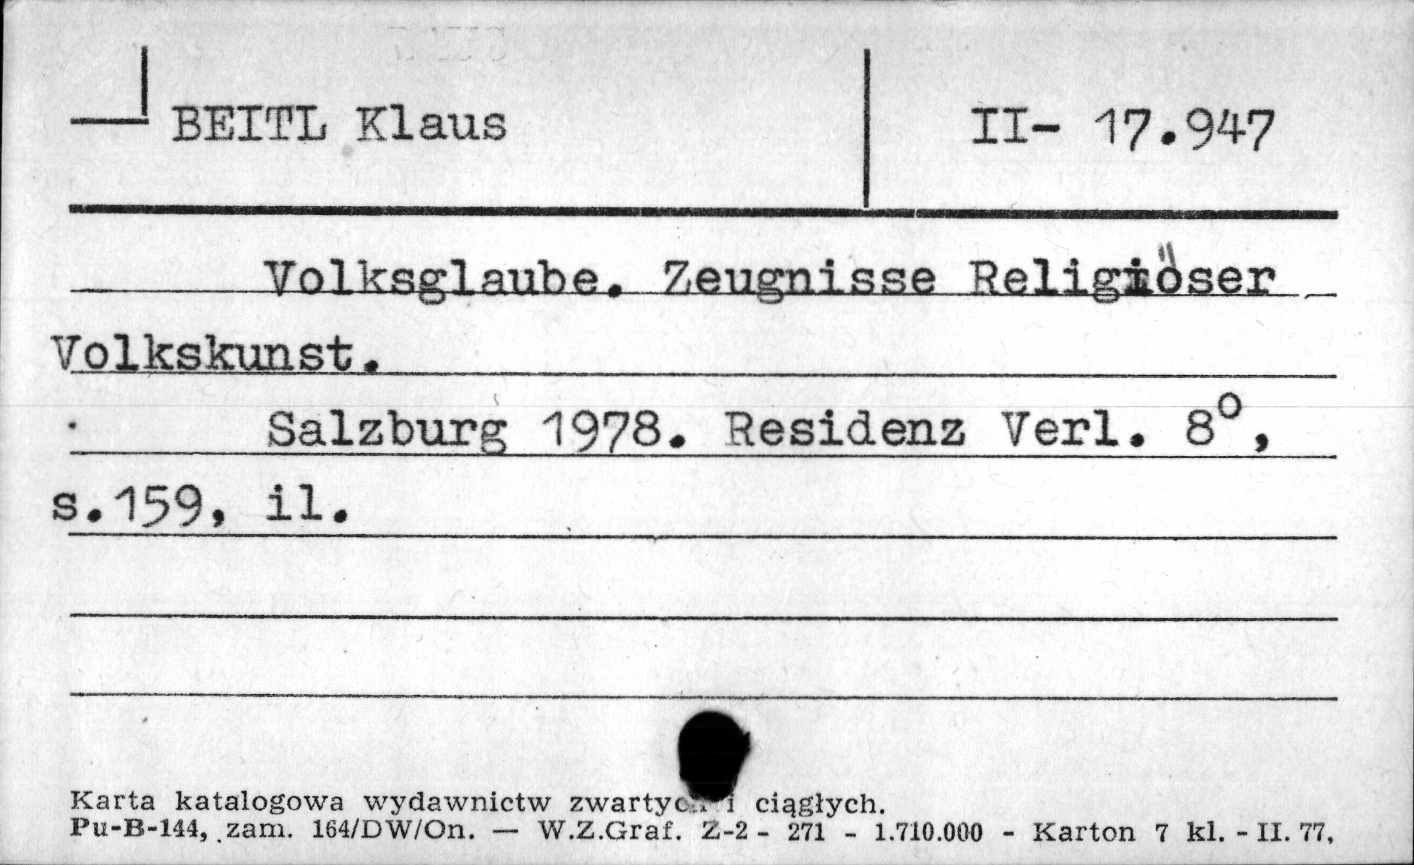 BEITL Klaus
II- 17.947
Volksglaube. Zeugnisse Religiöser
Volkskunst.
Salzburg 1978. Residenz Verl. 8⁰,
s.159, il.
Karta katalogowa wydawnictw zwartych i ciągłych.
Pu-B-144, zam. 164/DW/On. — W.Z.Graf. Z-2 - 271 - 1.710.000 - Karton 7 kl. - II. 77,